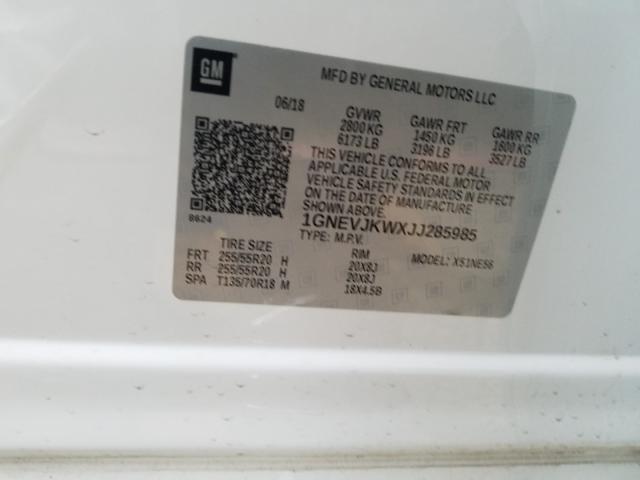 GM
MFD BY GENERAL MOTORS LLC
06/18 GVWR GAWR FRT GAWR RR
2800 KG 1450 KG 1600 KG
6173 LB 3196 LB 3527 LB
THIS VEHICLE CONFORMS TO ALL
APPLICABLE U.S. FEDERAL MOTOR
VEHICLE SAFETY STANDARDS IN EFFECT
ON THE DATE OF MANUFACTURE
SHOWN ABOVE.
8624
1GNEVJKWXJJ285985
TYPE: M.P.V. MODEL: X51NE56
TIRE SIZE RIM
FRT 255/55R20 H 20X8J
RR 255/55R20 H 20X8J
SPA T135/70R18 M 18X4.5B